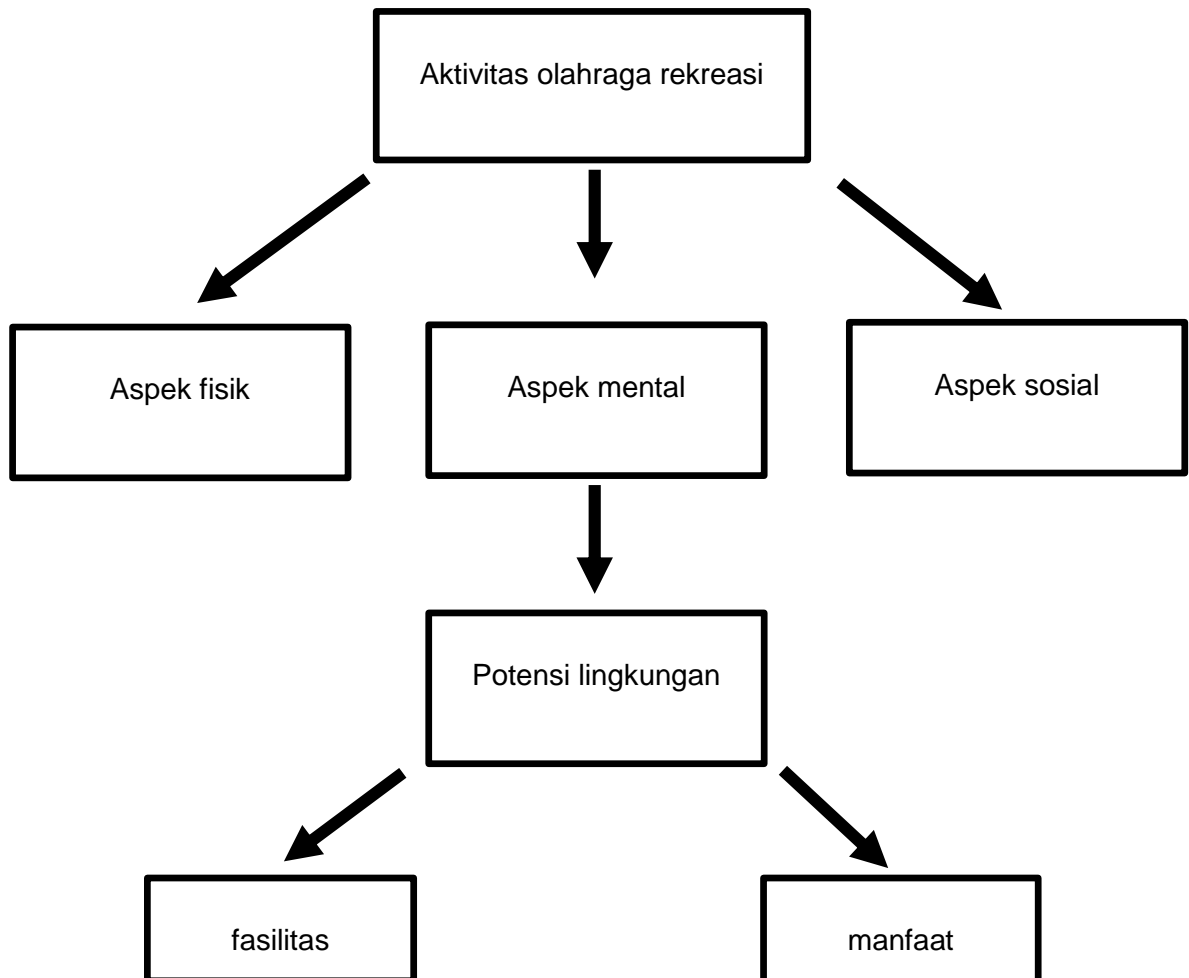 Aktivitas olahraga rekreasi
Aspek fisik
Aspek mental
Aspek sosial
Potensi lingkungan
fasilitas
manfaat